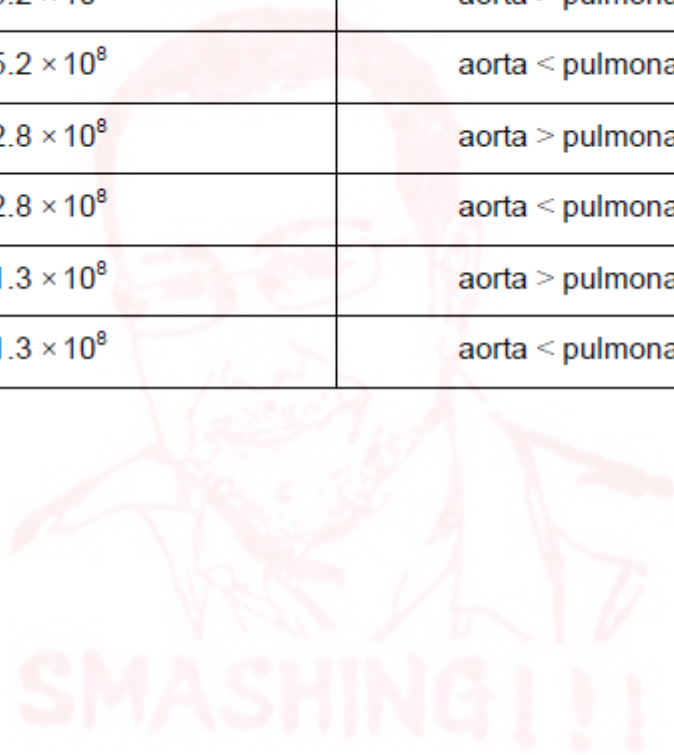 5.2 × 10⁸ aorta < pulmona
2.8 × 10⁸ aorta > pulmona
2.8 × 10⁸ aorta < pulmona
1.3 × 10⁸ aorta > pulmona
1.3 × 10⁸ aorta < pulmona
SMASHING!!!